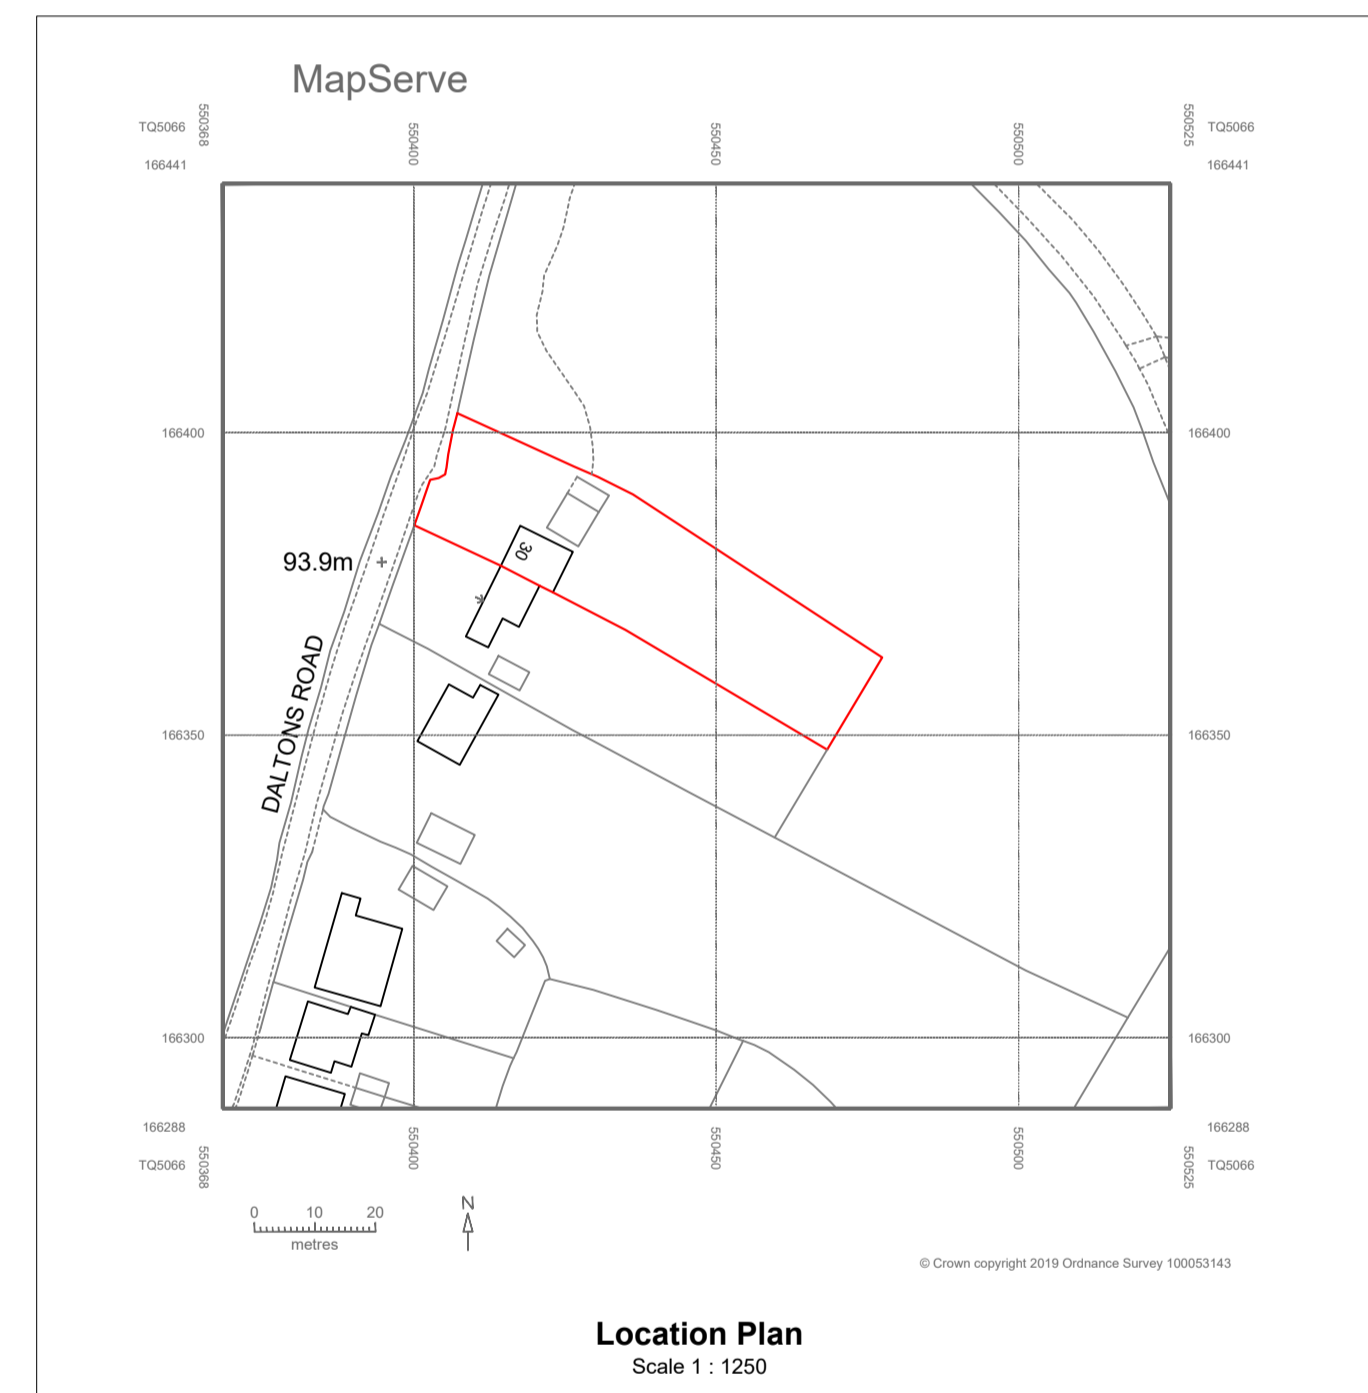 MapServe
TQ5066
550368
550400
550450
550500
550525
TQ5066
166441
166441
166400
166400
30
93.9m
DALTONS ROAD
166350
166350
166300
166300
166288
166288
TQ5066
550368
550400
550450
550500
550525
TQ5066
0 10 20
metres
N
© Crown copyright 2019 Ordnance Survey 100053143
Location Plan
Scale 1 : 1250